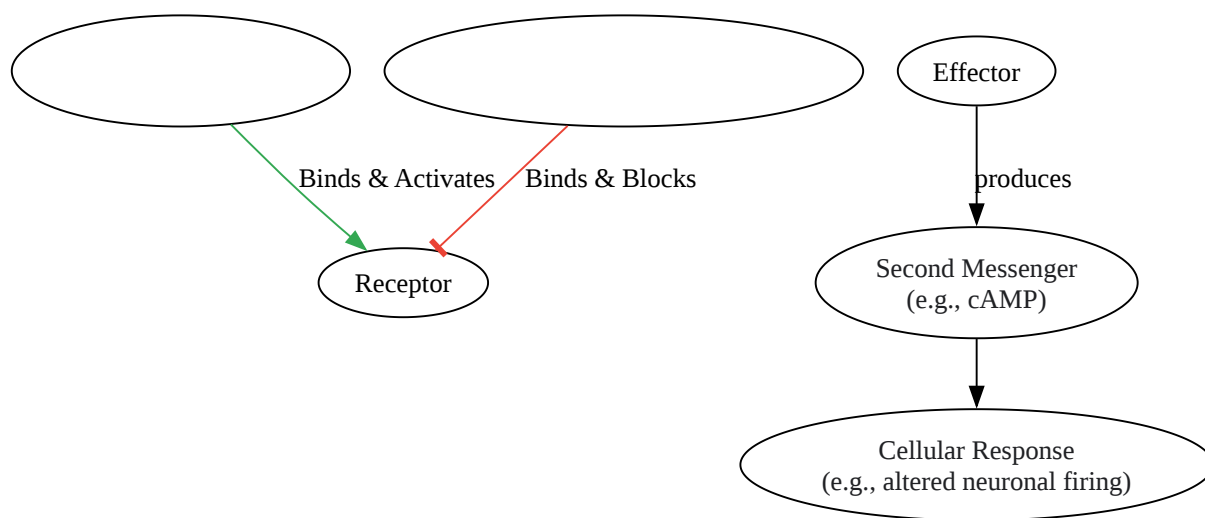 Effector
Binds & Activates
Binds & Blocks
produces
Receptor
Second Messenger
(e.g., cAMP)
Cellular Response
(e.g., altered neuronal firing)